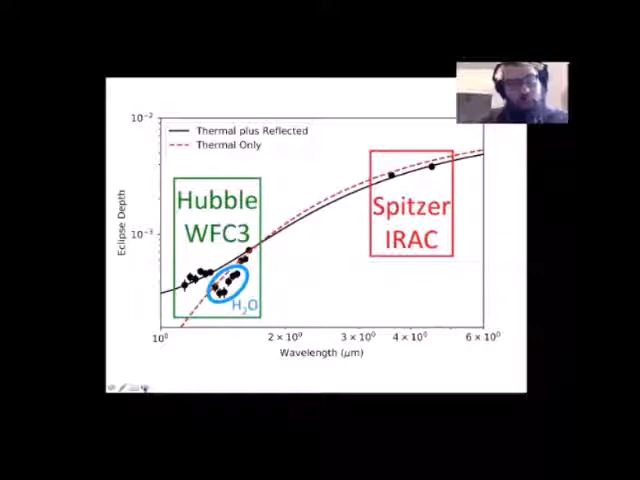 10⁻²
Thermal plus Reflected
Thermal Only
Hubble
WFC3
Spitzer
IRAC
Eclipse Depth
10⁻³
H₂O
10⁰
2 × 10⁰
3 × 10⁰
4 × 10⁰
6 × 10⁰
Wavelength (μm)